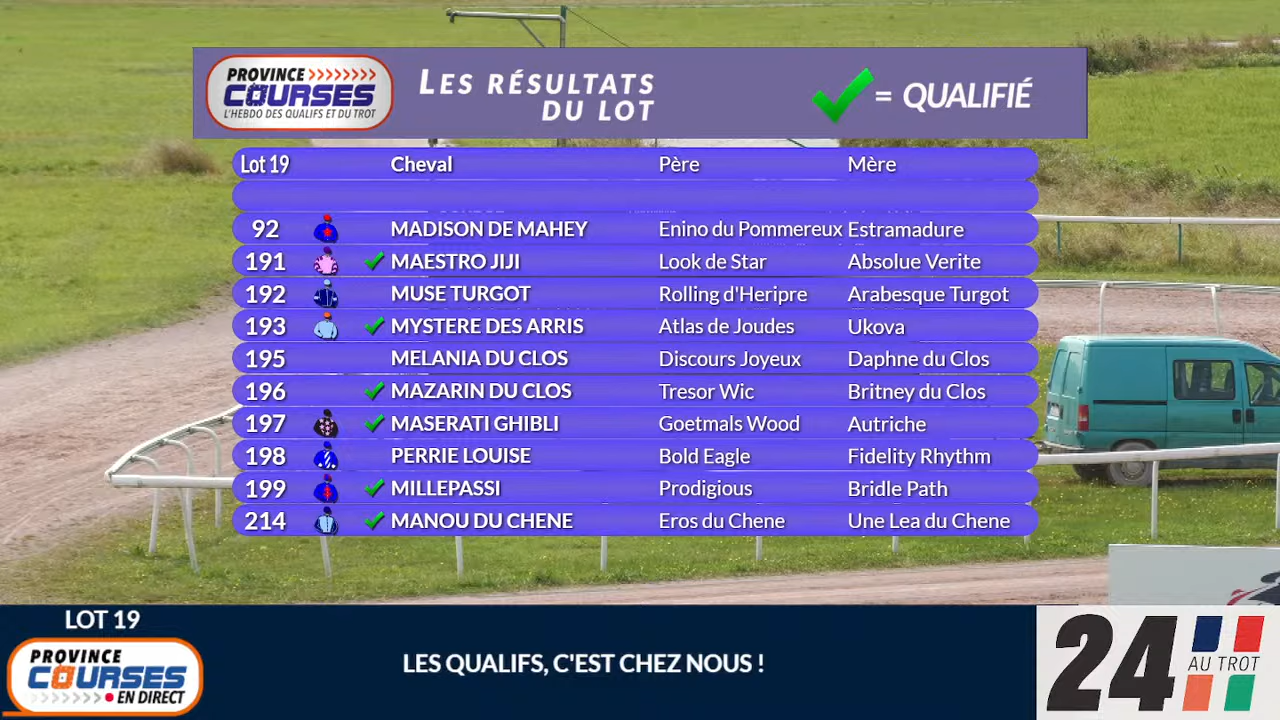 PROVINCE
COURSES
L'HEBDO DES QUALIFS ET DU TROT
LES RÉSULTATS
DU LOT
= QUALIFIÉ
Lot 19 Cheval Père Mère
92 MADISON DE MAHEY Enino du Pommereux Estramadure
191 MAESTRO JIJI Look de Star Absolue Verite
192 MUSE TURGOT Rolling d'Heripre Arabesque Turgot
193 MYSTERE DES ARRIS Atlas de Joudes Ukova
195 MELANIA DU CLOS Discours Joyeux Daphne du Clos
196 MAZARIN DU CLOS Tresor Wic Britney du Clos
197 MASERATI GHIBLI Goetmals Wood Autriche
198 PERRIE LOUISE Bold Eagle Fidelity Rhythm
199 MILLEPASSI Prodigious Bridle Path
214 MANOU DU CHENE Eros du Chene Une Lea du Chene
LOT 19
PROVINCE
COURSES
EN DIRECT
LES QUALIFS, C'EST CHEZ NOUS !
24
AU TROT